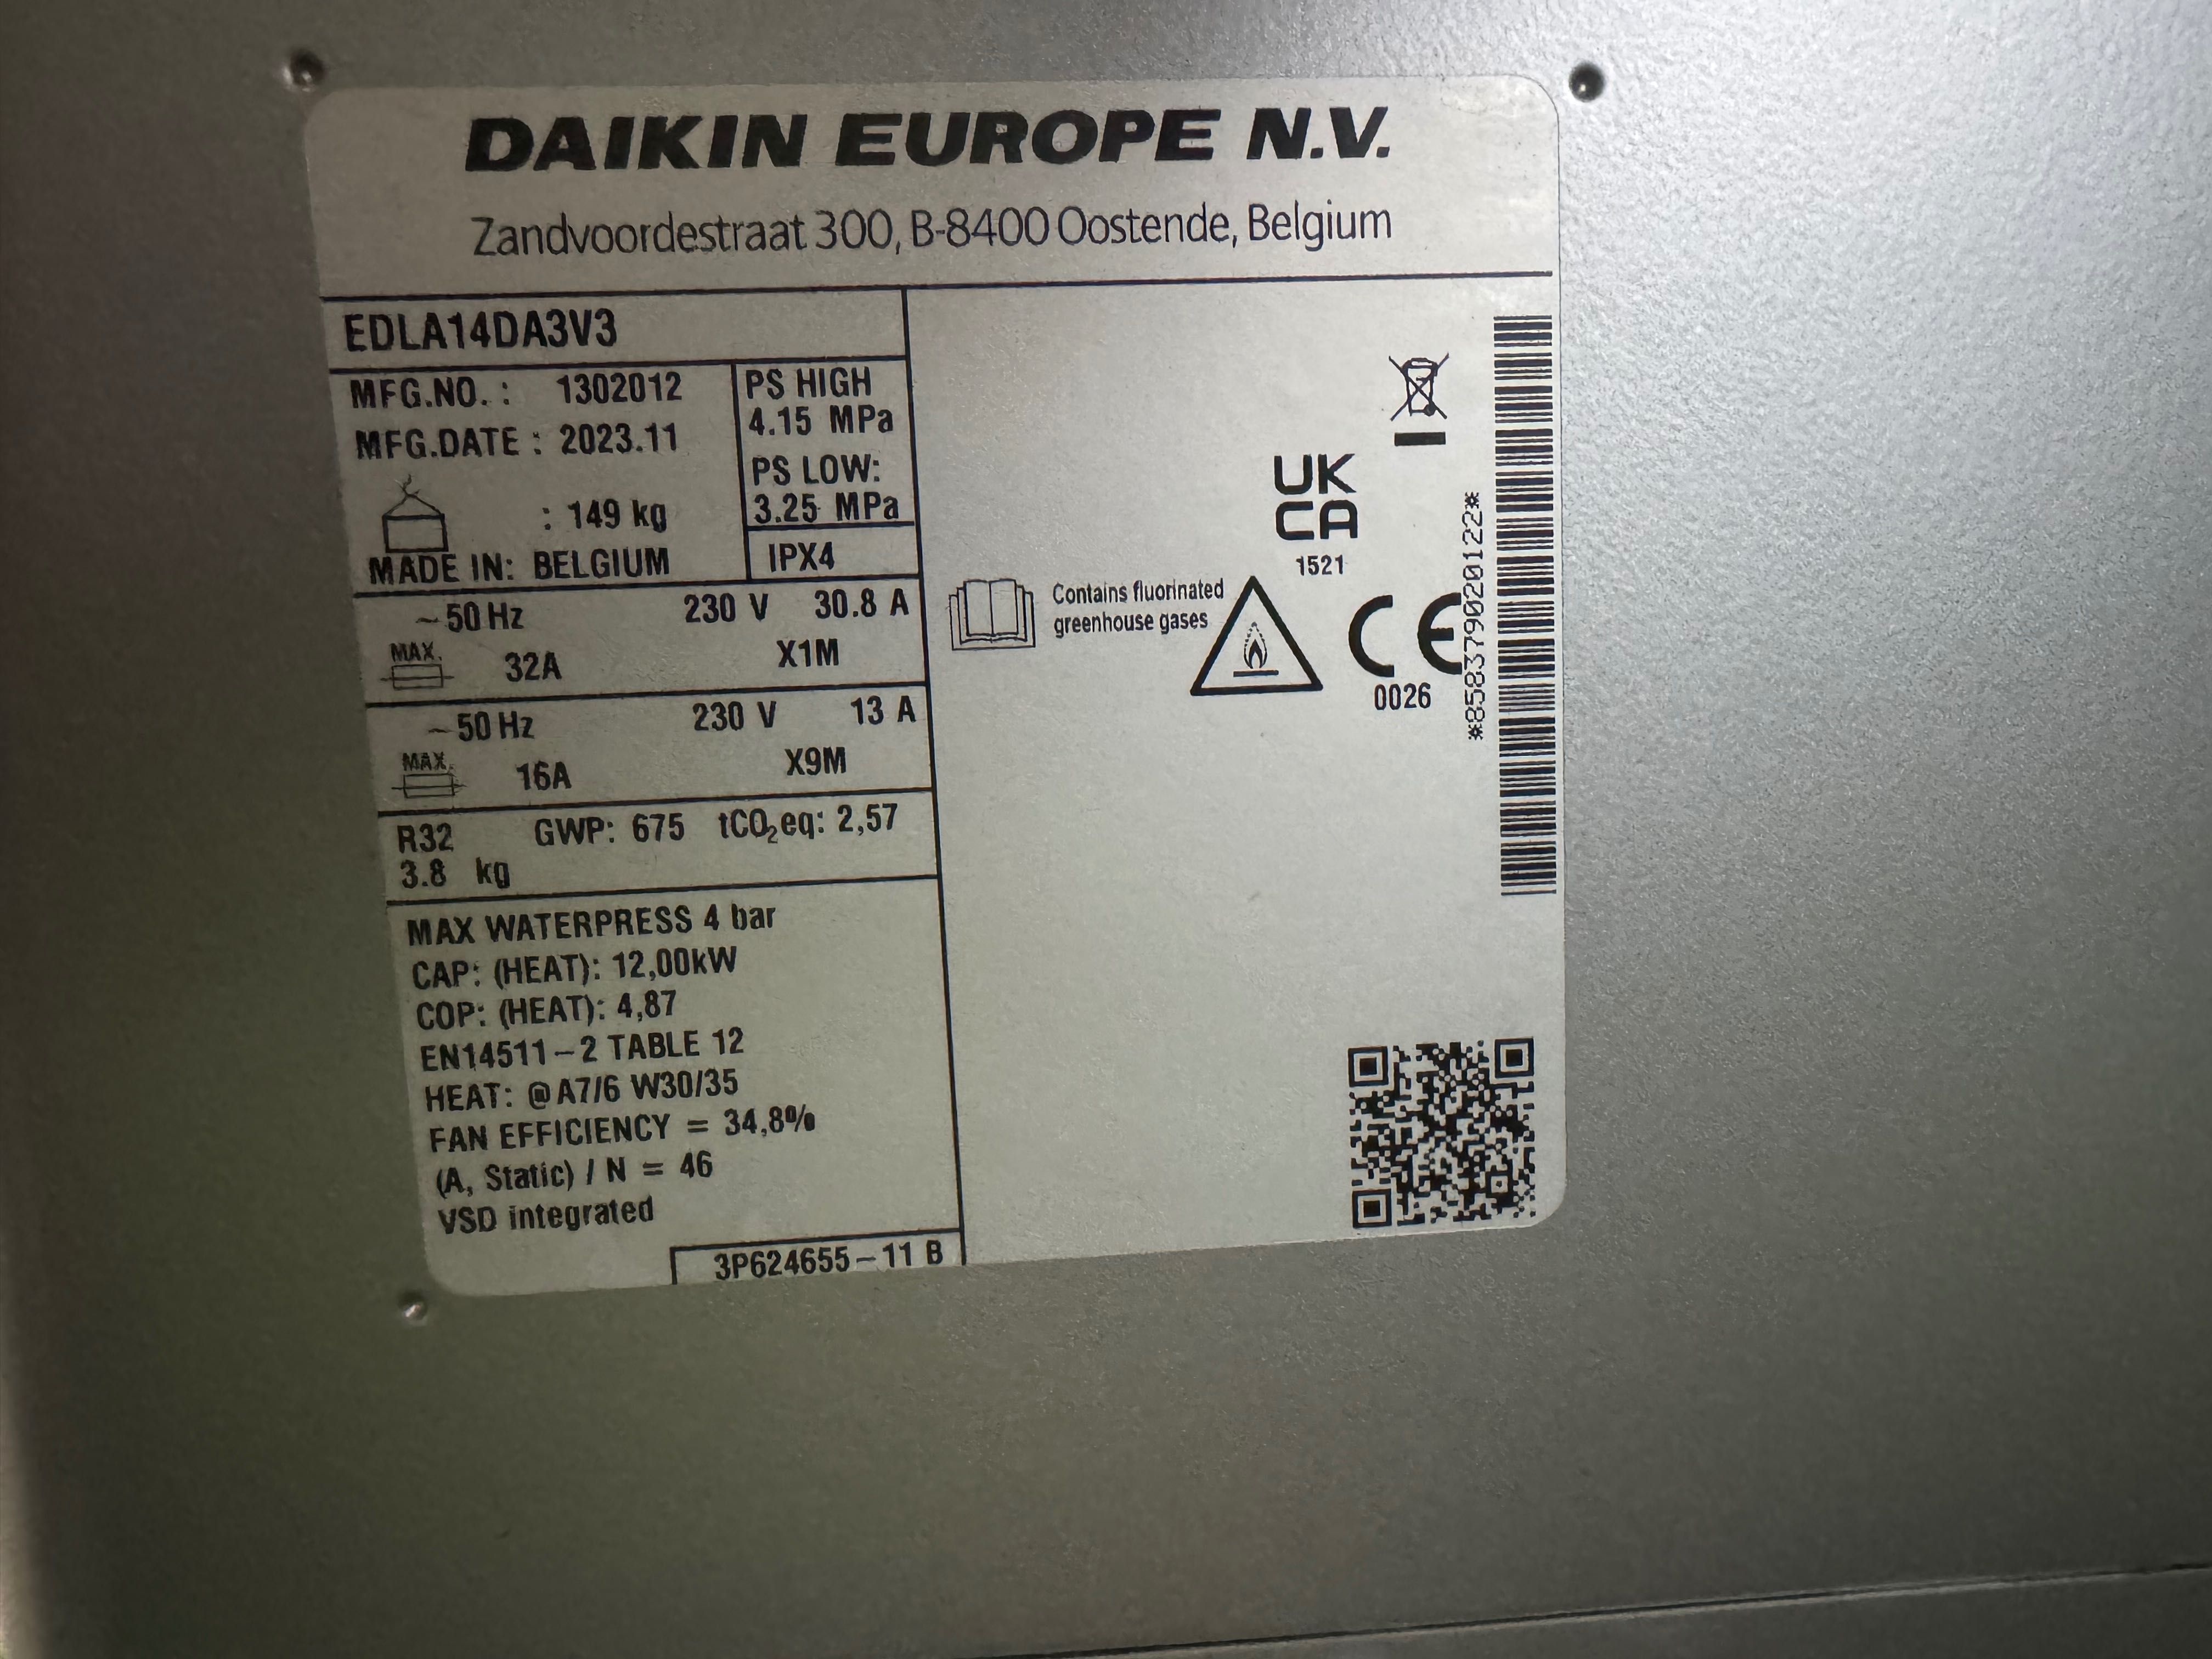 DAIKIN EUROPE N.V.
Zandvoordestraat 300, B-8400 Oostende, Belgium
EDLA14DA3V3
MFG.NO. : 1302012
MFG.DATE : 2023.11
: 149 kg
MADE IN: BELGIUM
PS HIGH
4.15 MPa
PS LOW:
3.25 MPa
IPX4
~50 Hz 230 V 30.8 A
MAX. 32A X1M
~50 Hz 230 V 13 A
MAX. 16A X9M
R32 GWP: 675 tCO₂eq: 2,57
3.8 kg
MAX WATERPRESS 4 bar
CAP: (HEAT): 12,00kW
COP: (HEAT): 4,87
EN14511-2 TABLE 12
HEAT: @A7/6 W30/35
FAN EFFICIENCY = 34,8%
(A, Static) / N = 46
VSD integrated
3P624655-11 B
Contains fluorinated
greenhouse gases
UK
CA
1521
CE
0026
*85837902012​2*